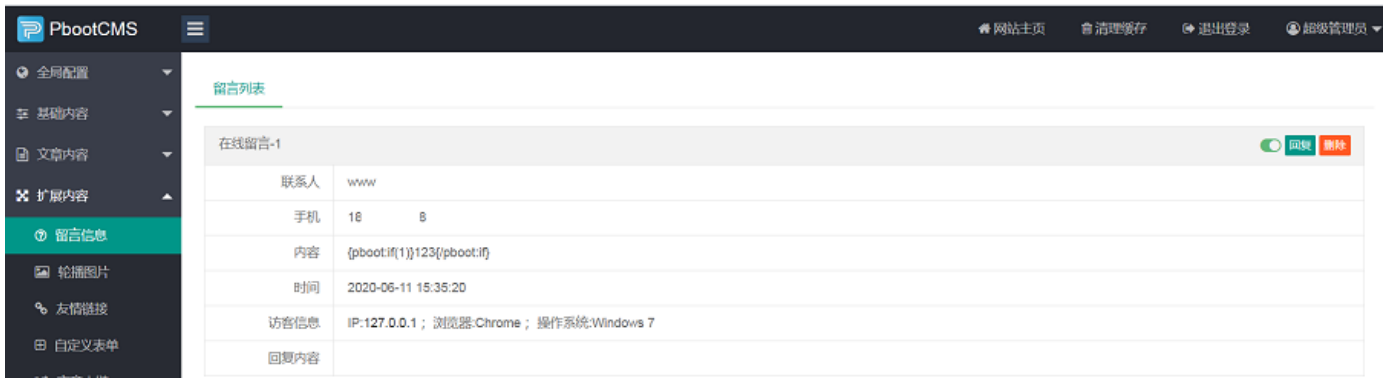 PbootCMS
网站主页 清理缓存 退出登录 超级管理员
全局配置
基础内容
文章内容
扩展内容
留言信息
轮播图片
友情链接
自定义表单
留言列表
在线留言-1 回复 删除
联系人 www
手机 18 8
内容 {pboot:if(1)}123{/pboot:if}
时间 2020-06-11 15:35:20
访客信息 IP:127.0.0.1； 浏览器:Chrome； 操作系统:Windows 7
回复内容